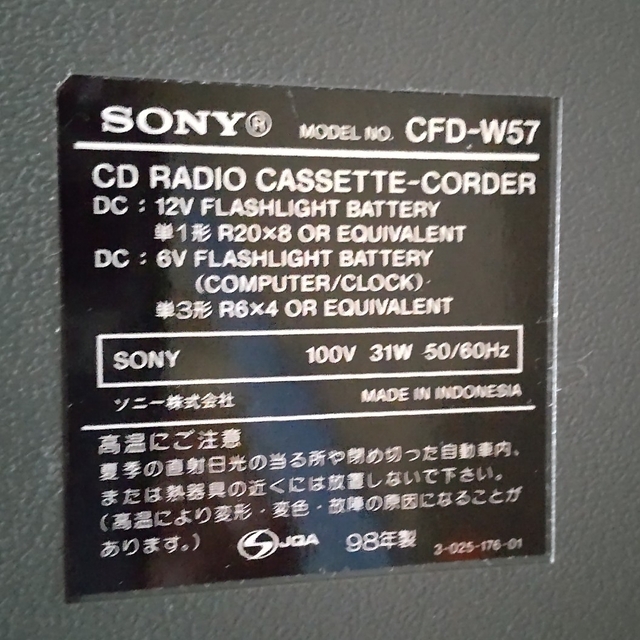 SONY® MODEL NO. CFD-W57
CD RADIO CASSETTE-CORDER
DC : 12V FLASHLIGHT BATTERY
単1形 R20×8 OR EQUIVALENT
DC : 6V FLASHLIGHT BATTERY
(COMPUTER/CLOCK)
単3形 R6×4 OR EQUIVALENT
SONY 100V 31W 50/60Hz
ソニー株式会社 MADE IN INDONESIA
高温にご注意
夏季の直射日光の当る所や閉め切った自動車内、
または熱器具の近くには放置しないで下さい。
(高温により変形・変色・故障の原因になることが
あります。)
JQA 98年製 3-025-176-01